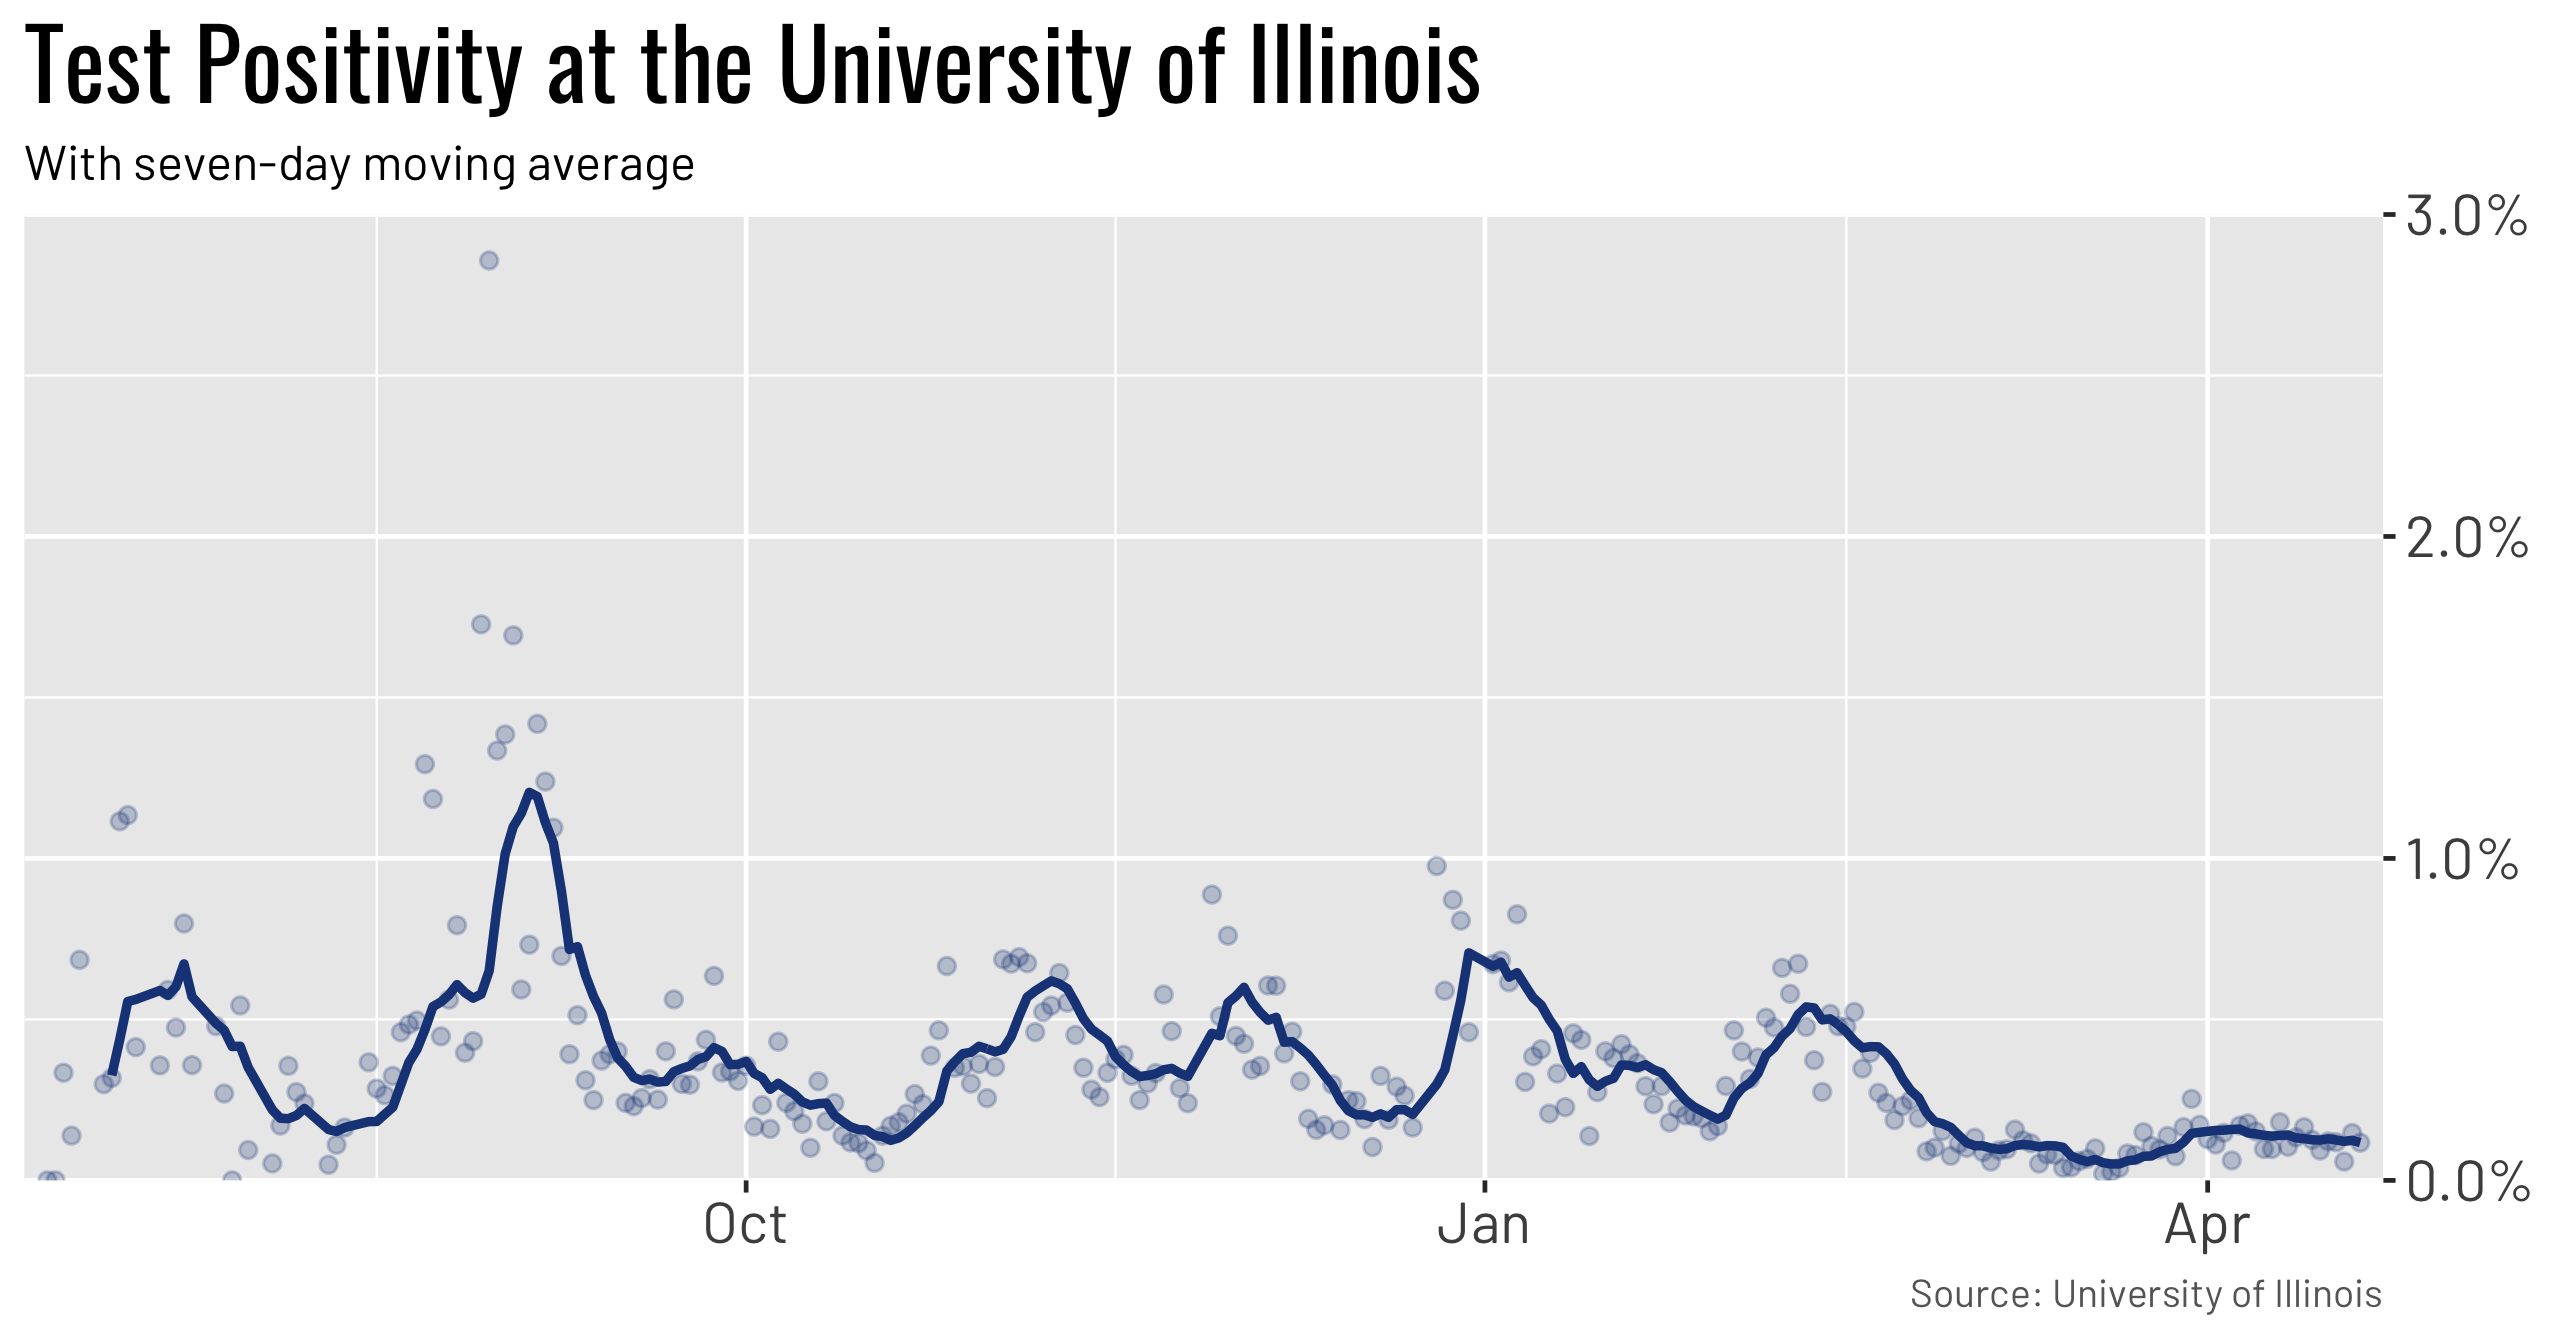 Test Positivity at the University of Illinois
With seven-day moving average
3.0%
2.0%
1.0%
0.0%
Oct Jan Apr
Source: University of Illinois